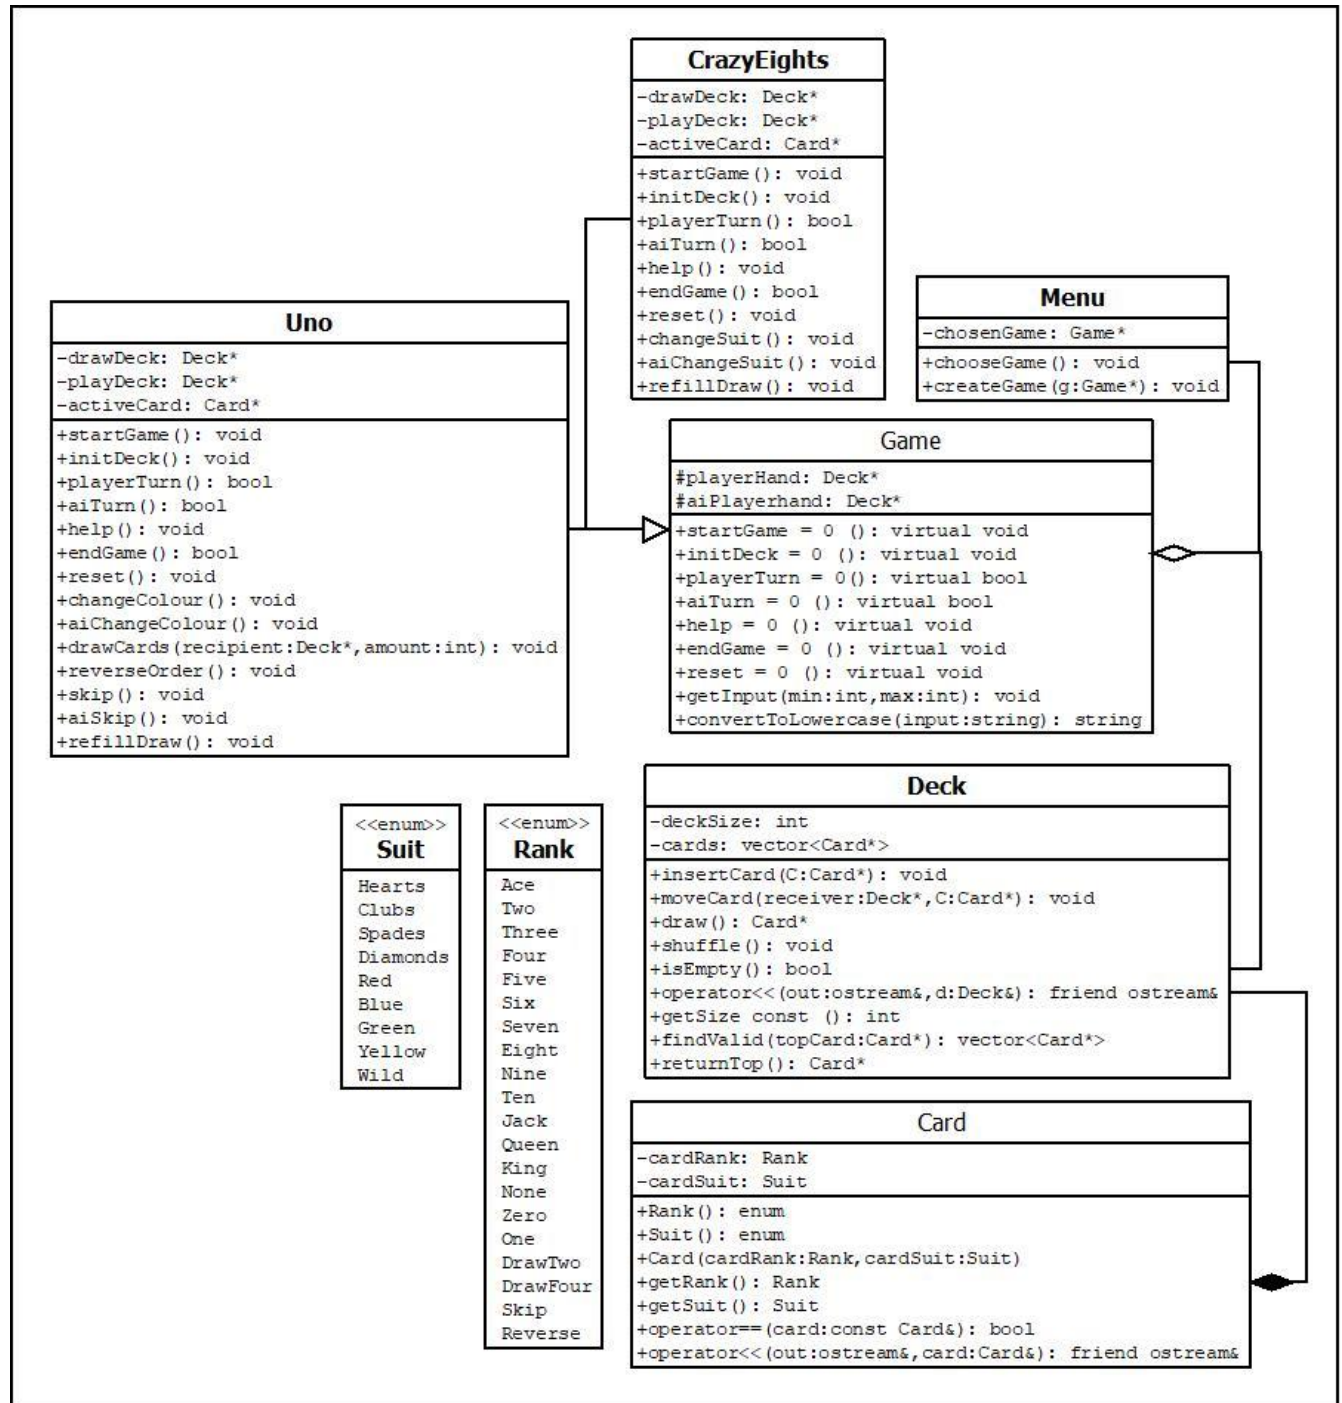 CrazyEights
-drawDeck: Deck*
-playDeck: Deck*
-activeCard: Card*
+startGame(): void
+initDeck(): void
+playerTurn(): bool
+aiTurn(): bool
+help(): void
+endGame(): bool
+reset(): void
+changeSuit(): void
+aiChangeSuit(): void
+refillDraw(): void
Menu
-chosenGame: Game*
+chooseGame(): void
+createGame(g:Game*): void
Uno
-drawDeck: Deck*
-playDeck: Deck*
-activeCard: Card*
+startGame(): void
+initDeck(): void
+playerTurn(): bool
+aiTurn(): bool
+help(): void
+endGame(): bool
+reset(): void
+changeColour(): void
+aiChangeColour(): void
+drawCards(recipient:Deck*,amount:int): void
+reverseOrder(): void
+skip(): void
+aiSkip(): void
+refillDraw(): void
Game
#playerHand: Deck*
#aiPlayerhand: Deck*
+startGame = 0 (): virtual void
+initDeck = 0 (): virtual void
+playerTurn = 0(): virtual bool
+aiTurn = 0 (): virtual bool
+help = 0 (): virtual void
+endGame = 0 (): virtual void
+reset = 0 (): virtual void
+getInput(min:int,max:int): void
+convertToLowercase(input:string): string
Deck
-deckSize: int
-cards: vector<Card*>
+insertCard(C:Card*): void
+moveCard(receiver:Deck*,C:Card*): void
+draw(): Card*
+shuffle(): void
+isEmpty(): bool
+operator<<(out:ostream&,d:Deck&): friend ostream&
+getSize const (): int
+findValid(topCard:Card*): vector<Card*>
+returnTop(): Card*
<<enum>>
Suit
Hearts
Clubs
Spades
Diamonds
Red
Blue
Green
Yellow
Wild
<<enum>>
Rank
Ace
Two
Three
Four
Five
Six
Seven
Eight
Nine
Ten
Jack
Queen
King
None
Zero
One
DrawTwo
DrawFour
Skip
Reverse
Card
-cardRank: Rank
-cardSuit: Suit
+Rank(): enum
+Suit(): enum
+Card(cardRank:Rank,cardSuit:Suit)
+getRank(): Rank
+getSuit(): Suit
+operator==(card:const Card&): bool
+operator<<(out:ostream&,card:Card&): friend ostream&